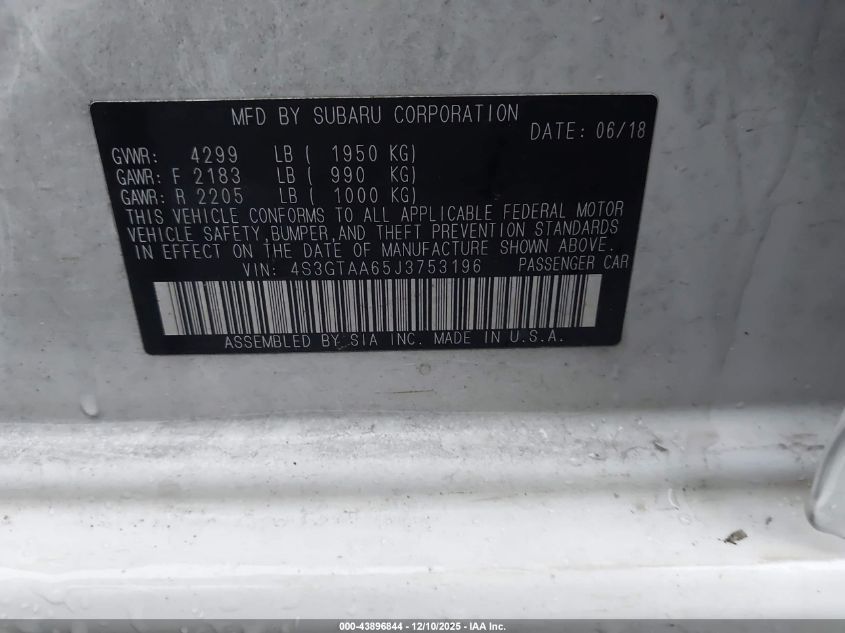 MFD BY SUBARU CORPORATION
DATE: 06/18
GVWR: 4299 LB ( 1950 KG)
GAWR: F 2183 LB ( 990 KG)
GAWR: R 2205 LB ( 1000 KG)
THIS VEHICLE CONFORMS TO ALL APPLICABLE FEDERAL MOTOR
VEHICLE SAFETY,BUMPER,AND THEFT PREVENTION STANDARDS
IN EFFECT ON THE DATE OF MANUFACTURE SHOWN ABOVE.
VIN: 4S3GTAA65J3753196 PASSENGER CAR
ASSEMBLED BY SIA INC. MADE IN U.S.A.
000-43896844 - 12/10/2025 - IAA Inc.